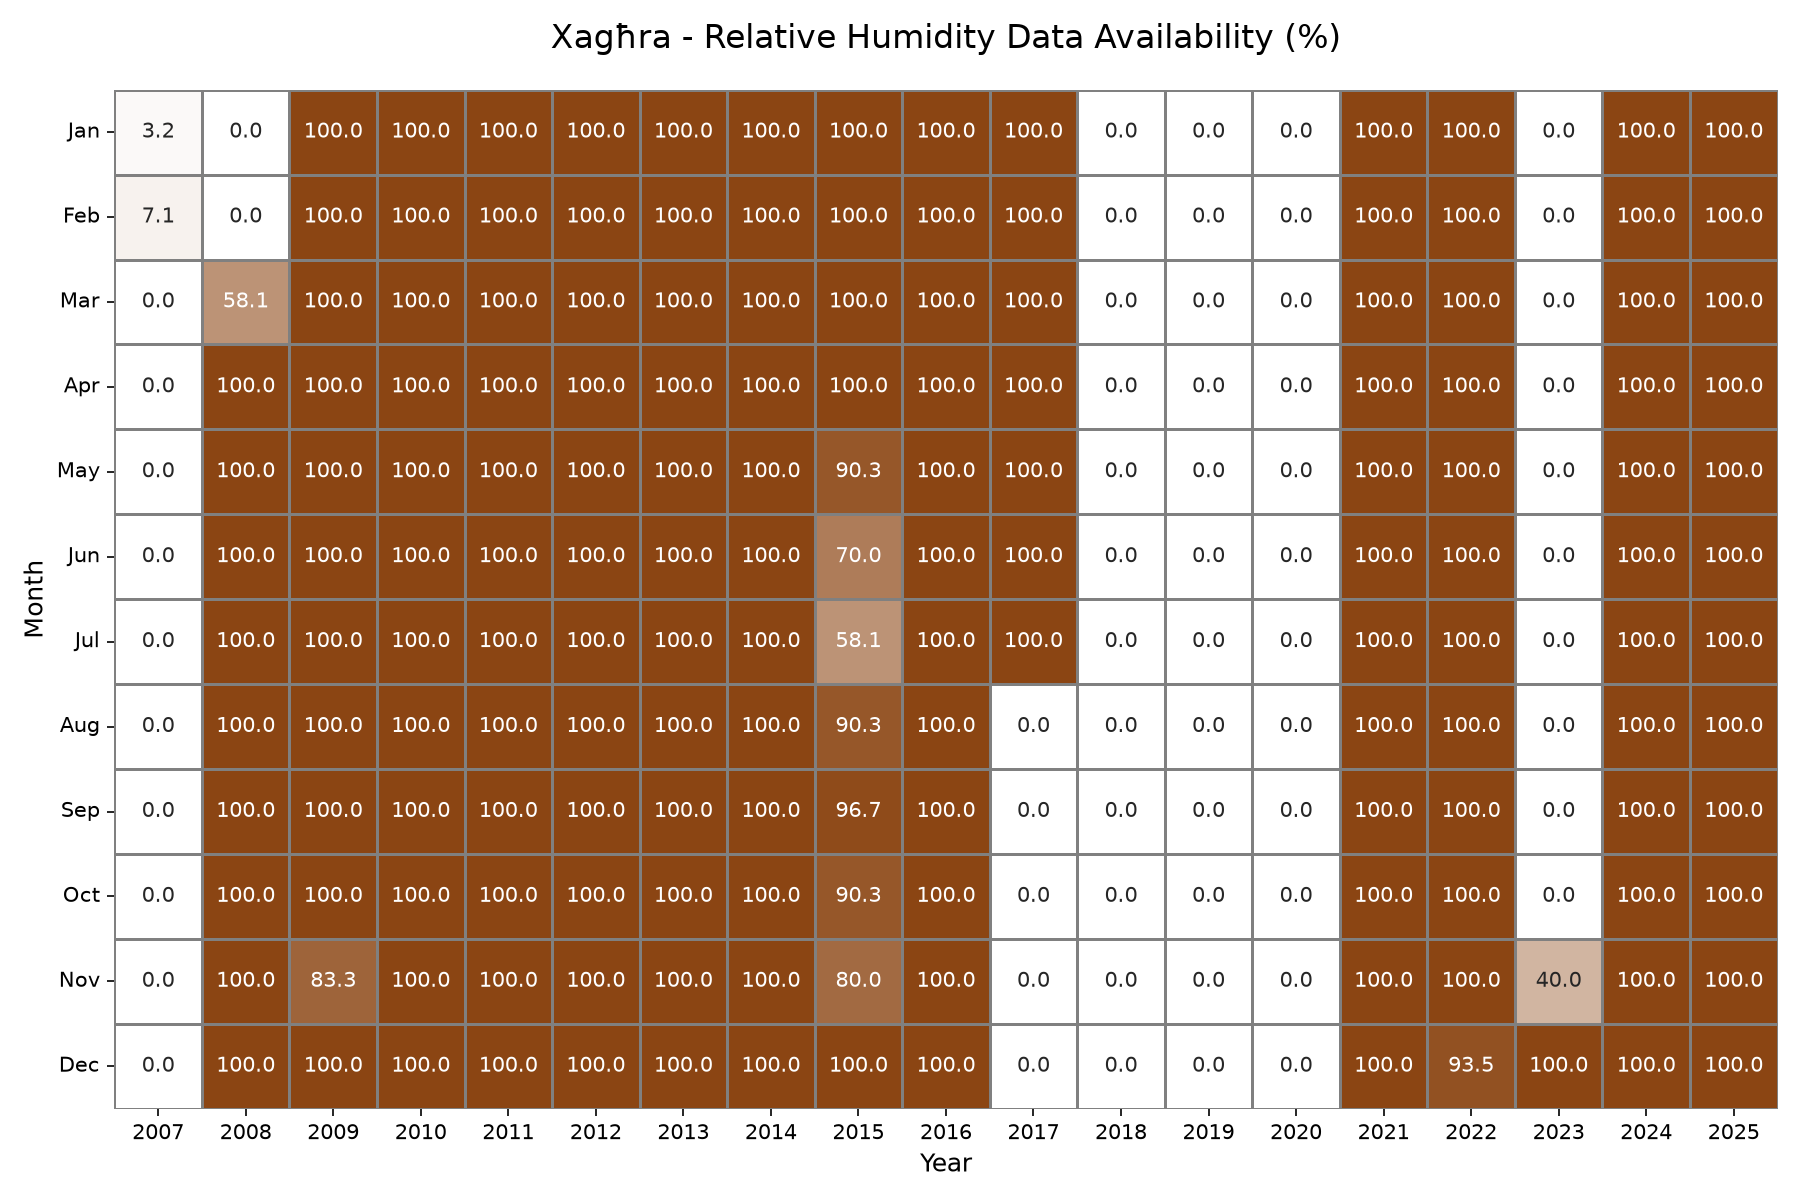 Xagħra - Relative Humidity Data Availability (%)
Month
Jan 3.2 0.0 100.0 100.0 100.0 100.0 100.0 100.0 100.0 100.0 100.0 0.0 0.0 0.0 100.0 100.0 0.0 100.0 100.0
Feb 7.1 0.0 100.0 100.0 100.0 100.0 100.0 100.0 100.0 100.0 100.0 0.0 0.0 0.0 100.0 100.0 0.0 100.0 100.0
Mar 0.0 58.1 100.0 100.0 100.0 100.0 100.0 100.0 100.0 100.0 100.0 0.0 0.0 0.0 100.0 100.0 0.0 100.0 100.0
Apr 0.0 100.0 100.0 100.0 100.0 100.0 100.0 100.0 100.0 100.0 100.0 0.0 0.0 0.0 100.0 100.0 0.0 100.0 100.0
May 0.0 100.0 100.0 100.0 100.0 100.0 100.0 100.0 90.3 100.0 100.0 0.0 0.0 0.0 100.0 100.0 0.0 100.0 100.0
Jun 0.0 100.0 100.0 100.0 100.0 100.0 100.0 100.0 70.0 100.0 100.0 0.0 0.0 0.0 100.0 100.0 0.0 100.0 100.0
Jul 0.0 100.0 100.0 100.0 100.0 100.0 100.0 100.0 58.1 100.0 100.0 0.0 0.0 0.0 100.0 100.0 0.0 100.0 100.0
Aug 0.0 100.0 100.0 100.0 100.0 100.0 100.0 100.0 90.3 100.0 0.0 0.0 0.0 0.0 100.0 100.0 0.0 100.0 100.0
Sep 0.0 100.0 100.0 100.0 100.0 100.0 100.0 100.0 96.7 100.0 0.0 0.0 0.0 0.0 100.0 100.0 0.0 100.0 100.0
Oct 0.0 100.0 100.0 100.0 100.0 100.0 100.0 100.0 90.3 100.0 0.0 0.0 0.0 0.0 100.0 100.0 0.0 100.0 100.0
Nov 0.0 100.0 83.3 100.0 100.0 100.0 100.0 100.0 80.0 100.0 0.0 0.0 0.0 0.0 100.0 100.0 40.0 100.0 100.0
Dec 0.0 100.0 100.0 100.0 100.0 100.0 100.0 100.0 100.0 100.0 0.0 0.0 0.0 0.0 100.0 93.5 100.0 100.0 100.0
2007 2008 2009 2010 2011 2012 2013 2014 2015 2016 2017 2018 2019 2020 2021 2022 2023 2024 2025
Year